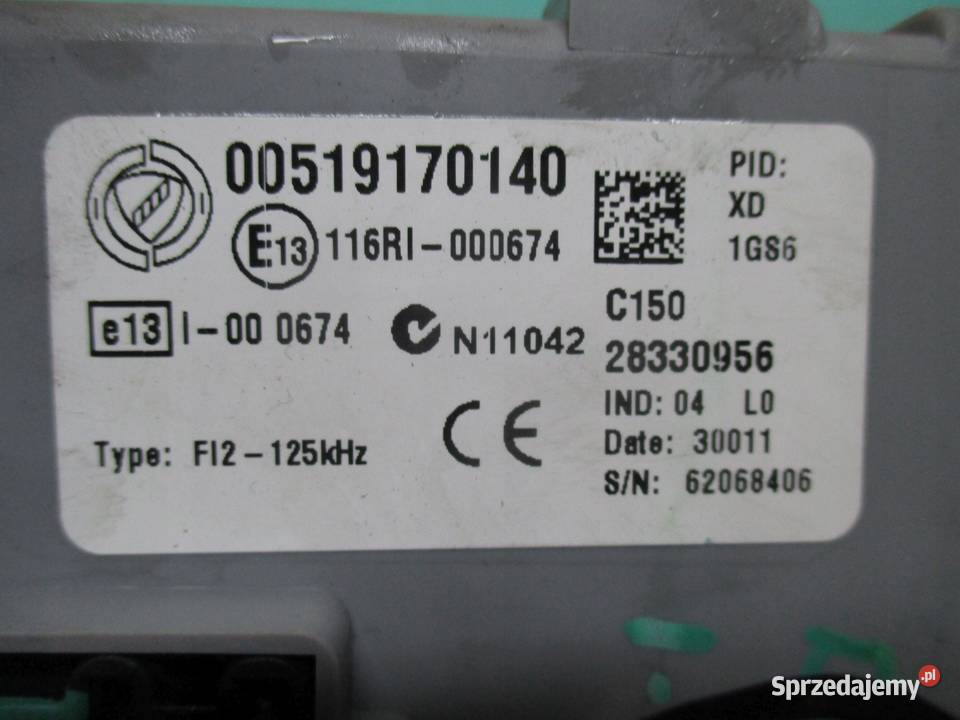 00519170140
E13 116RI-000674
e13 I-00 0674
N11042
Type: FI2-125kHz
CE
PID:
XD
1GS6
C150
28330956
IND: 04 L0
Date: 30011
S/N: 62068406
Sprzedajemy.pl